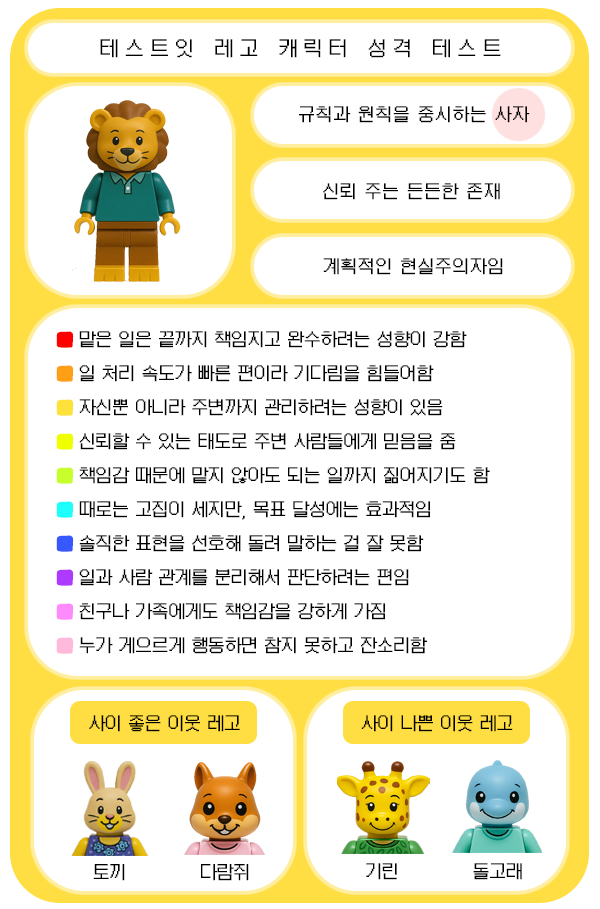 테스트잇 레고 캐릭터 성격 테스트
규칙과 원칙을 중시하는 사자
신뢰 주는 든든한 존재
계획적인 현실주의자임
맡은 일은 끝까지 책임지고 완수하려는 성향이 강함
일 처리 속도가 빠른 편이라 기다림을 힘들어함
자신뿐 아니라 주변까지 관리하려는 성향이 있음
신뢰할 수 있는 태도로 주변 사람들에게 믿음을 줌
책임감 때문에 맡지 않아도 되는 일까지 짊어지기도 함
때로는 고집이 세지만, 목표 달성에는 효과적임
솔직한 표현을 선호해 돌려 말하는 걸 잘 못함
일과 사람 관계를 분리해서 판단하려는 편임
친구나 가족에게도 책임감을 강하게 가짐
누가 게으르게 행동하면 참지 못하고 잔소리함
사이 좋은 이웃 레고
사이 나쁜 이웃 레고
토끼
다람쥐
기린
돌고래